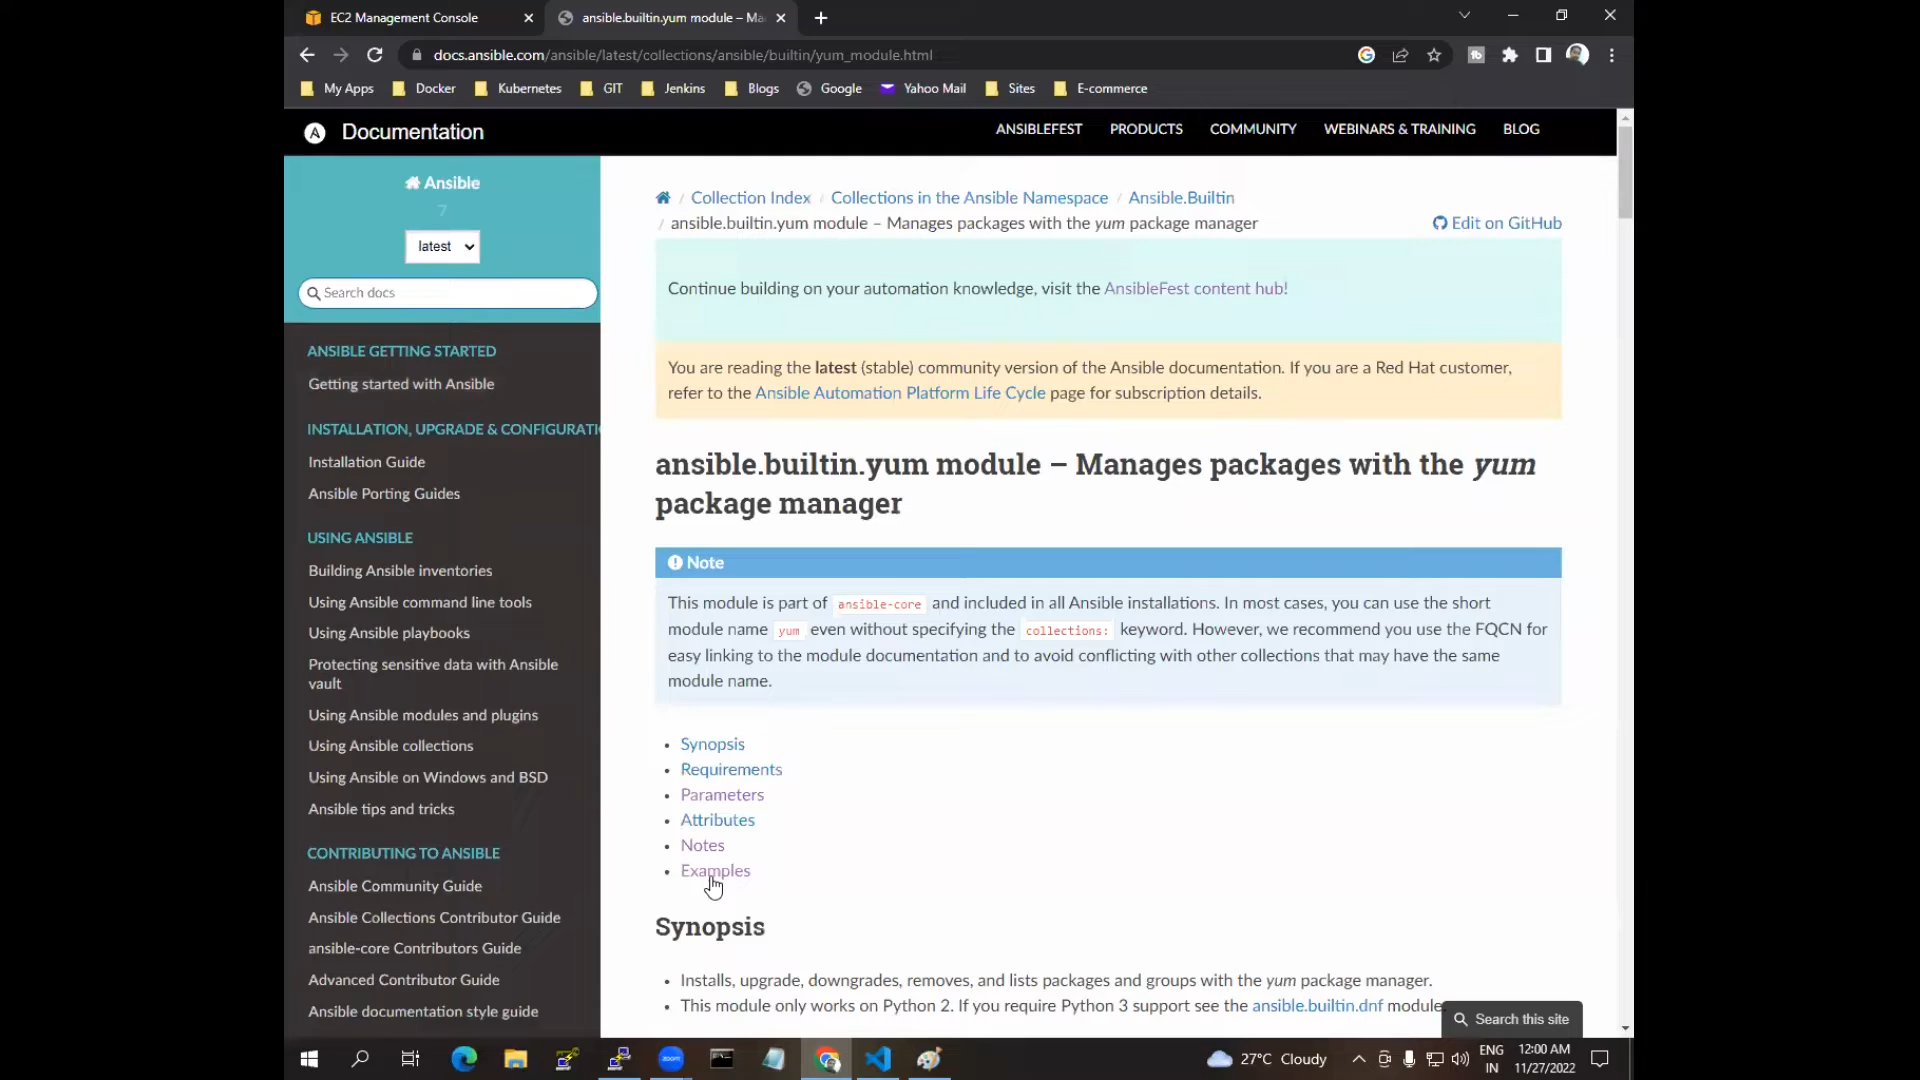 EC2 Management Console
ansible.builtin.yum module – Ma
docs.ansible.com/ansible/latest/collections/ansible/builtin/yum_module.html
My Apps Docker Kubernetes GIT Jenkins Blogs Google Yahoo Mail Sites E-commerce
Documentation
ANSIBLEFEST PRODUCTS COMMUNITY WEBINARS & TRAINING BLOG
Ansible
7
latest
Search docs
ANSIBLE GETTING STARTED
Getting started with Ansible
INSTALLATION, UPGRADE & CONFIGURATI
Installation Guide
Ansible Porting Guides
USING ANSIBLE
Building Ansible inventories
Using Ansible command line tools
Using Ansible playbooks
Protecting sensitive data with Ansible
vault
Using Ansible modules and plugins
Using Ansible collections
Using Ansible on Windows and BSD
Ansible tips and tricks
CONTRIBUTING TO ANSIBLE
Ansible Community Guide
Ansible Collections Contributor Guide
ansible-core Contributors Guide
Advanced Contributor Guide
Ansible documentation style guide
/ Collection Index / Collections in the Ansible Namespace / Ansible.Builtin
/ ansible.builtin.yum module – Manages packages with the yum package manager
Edit on GitHub
Continue building on your automation knowledge, visit the AnsibleFest content hub!
You are reading the latest (stable) community version of the Ansible documentation. If you are a Red Hat customer,
refer to the Ansible Automation Platform Life Cycle page for subscription details.
ansible.builtin.yum module – Manages packages with the yum
package manager
Note
This module is part of ansible-core and included in all Ansible installations. In most cases, you can use the short
module name yum even without specifying the collections: keyword. However, we recommend you use the FQCN for
easy linking to the module documentation and to avoid conflicting with other collections that may have the same
module name.
Synopsis
Requirements
Parameters
Attributes
Notes
Examples
Synopsis
Installs, upgrade, downgrades, removes, and lists packages and groups with the yum package manager.
This module only works on Python 2. If you require Python 3 support see the ansible.builtin.dnf module.
Search this site
zoom
27°C Cloudy
ENG
IN
12:00 AM
11/27/2022